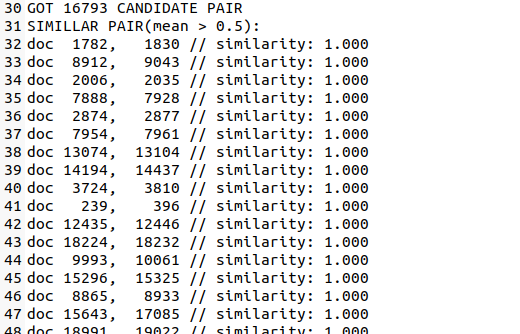 30 GOT 16793 CANDIDATE PAIR
31 SIMILLAR PAIR(mean > 0.5):
32 doc  1782,   1830 // similarity: 1.000
33 doc  8912,   9043 // similarity: 1.000
34 doc  2006,   2035 // similarity: 1.000
35 doc  7888,   7928 // similarity: 1.000
36 doc  2874,   2877 // similarity: 1.000
37 doc  7954,   7961 // similarity: 1.000
38 doc 13074,  13104 // similarity: 1.000
39 doc 14194,  14437 // similarity: 1.000
40 doc  3724,   3810 // similarity: 1.000
41 doc   239,    396 // similarity: 1.000
42 doc 12435,  12446 // similarity: 1.000
43 doc 18224,  18232 // similarity: 1.000
44 doc  9993,  10061 // similarity: 1.000
45 doc 15296,  15325 // similarity: 1.000
46 doc  8865,   8933 // similarity: 1.000
47 doc 15643,  17085 // similarity: 1.000
48 doc 18991,  19022 // similarity: 1.000